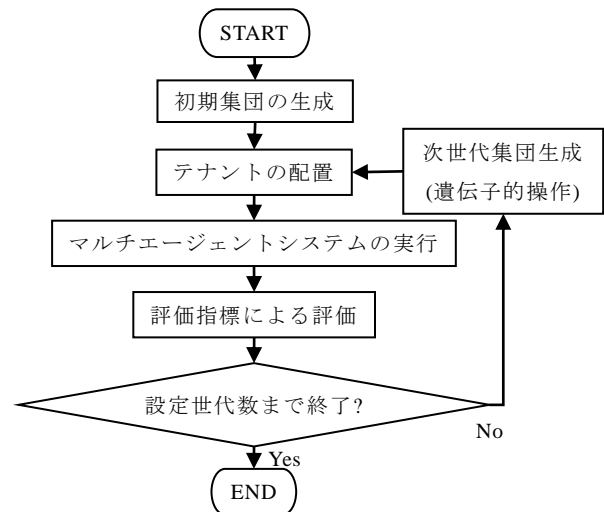 START
初期集団の生成
テナントの配置
次世代集団生成
(遺伝子的操作)
マルチエージェントシステムの実行
評価指標による評価
設定世代数まで終了?
No
Yes
END